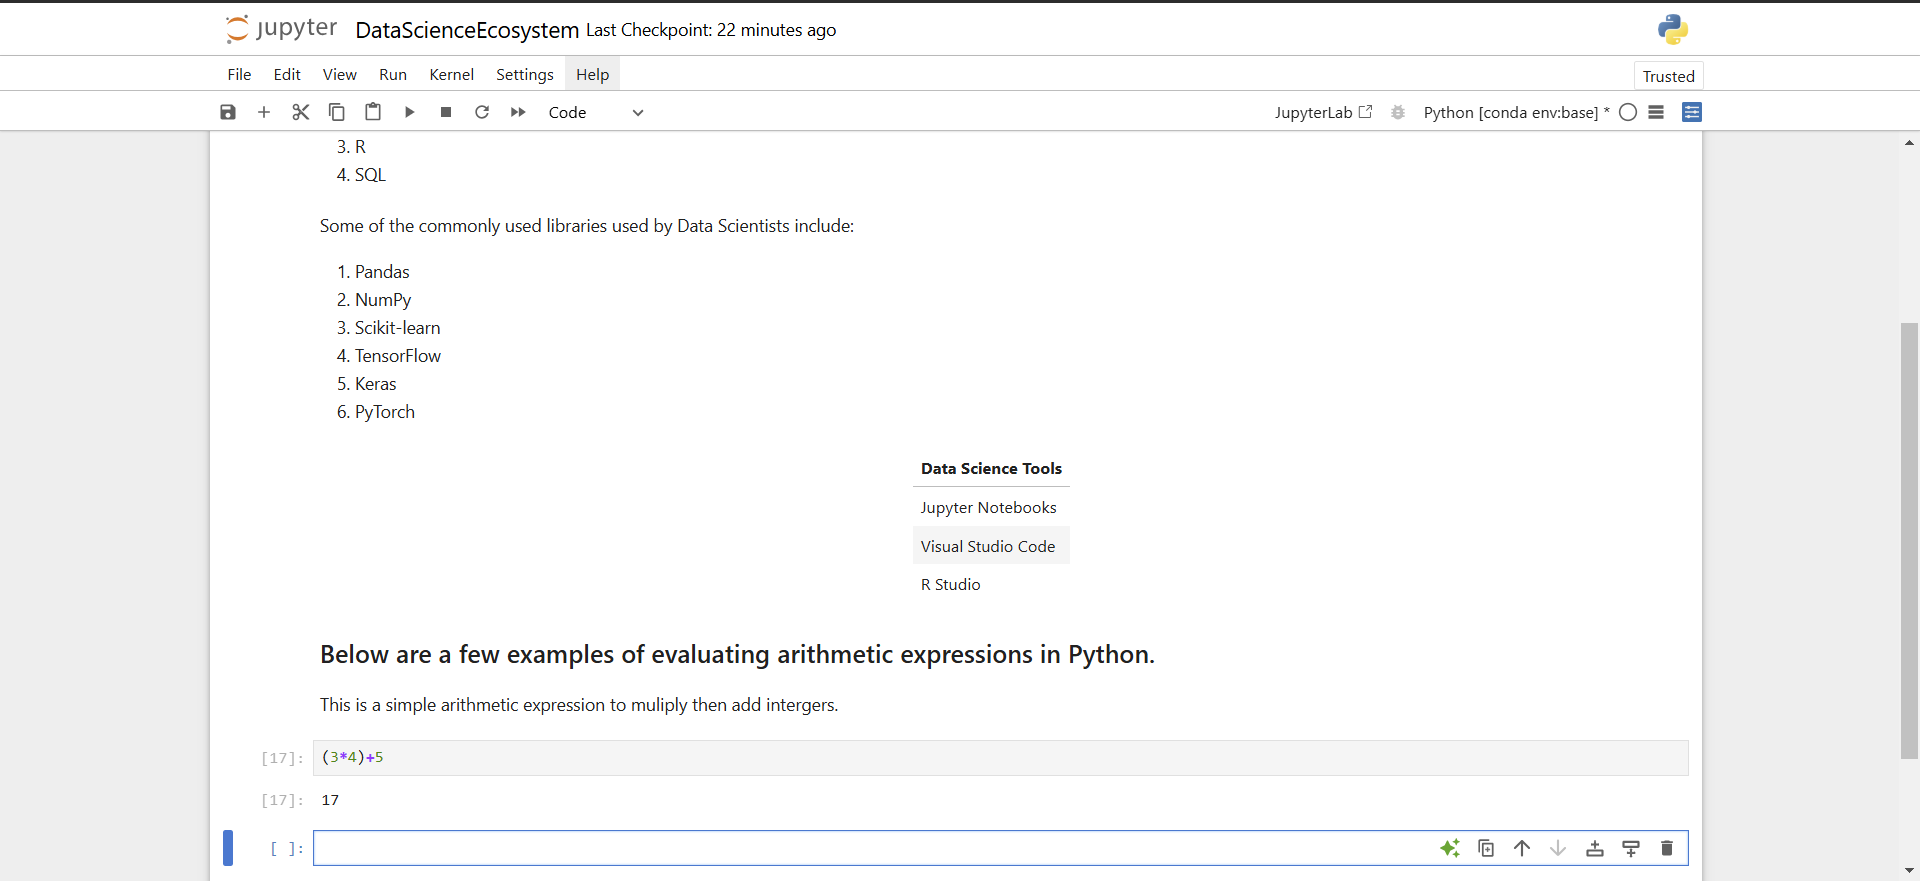 jupyter DataScienceEcosystem Last Checkpoint: 22 minutes ago
File Edit View Run Kernel Settings Help
Trusted
Code
JupyterLab
Python [conda env:base] *
3. R
4. SQL
Some of the commonly used libraries used by Data Scientists include:
1. Pandas
2. NumPy
3. Scikit-learn
4. TensorFlow
5. Keras
6. PyTorch
Data Science Tools
Jupyter Notebooks
Visual Studio Code
R Studio
Below are a few examples of evaluating arithmetic expressions in Python.
This is a simple arithmetic expression to muliply then add intergers.
[17]: (3*4)+5
[17]: 17
[ ]: